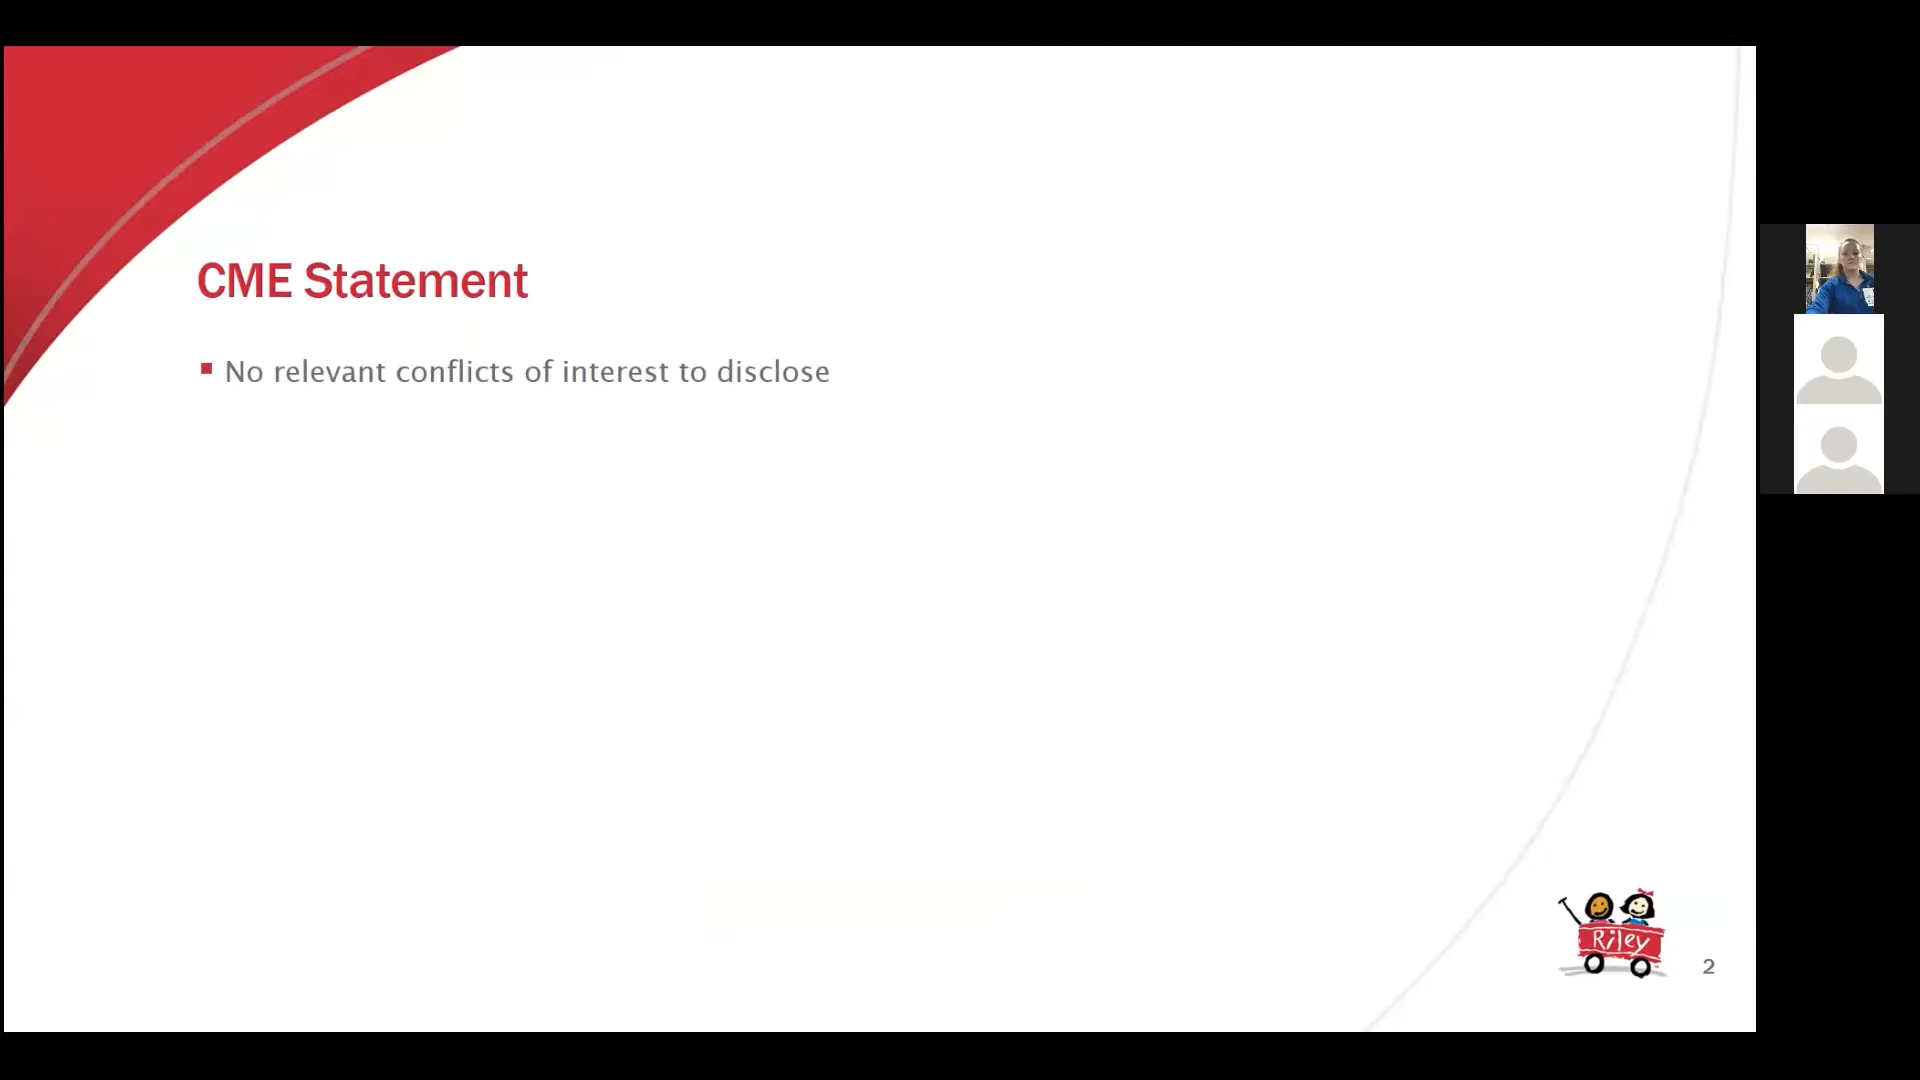 CME Statement
No relevant conflicts of interest to disclose
Riley
2